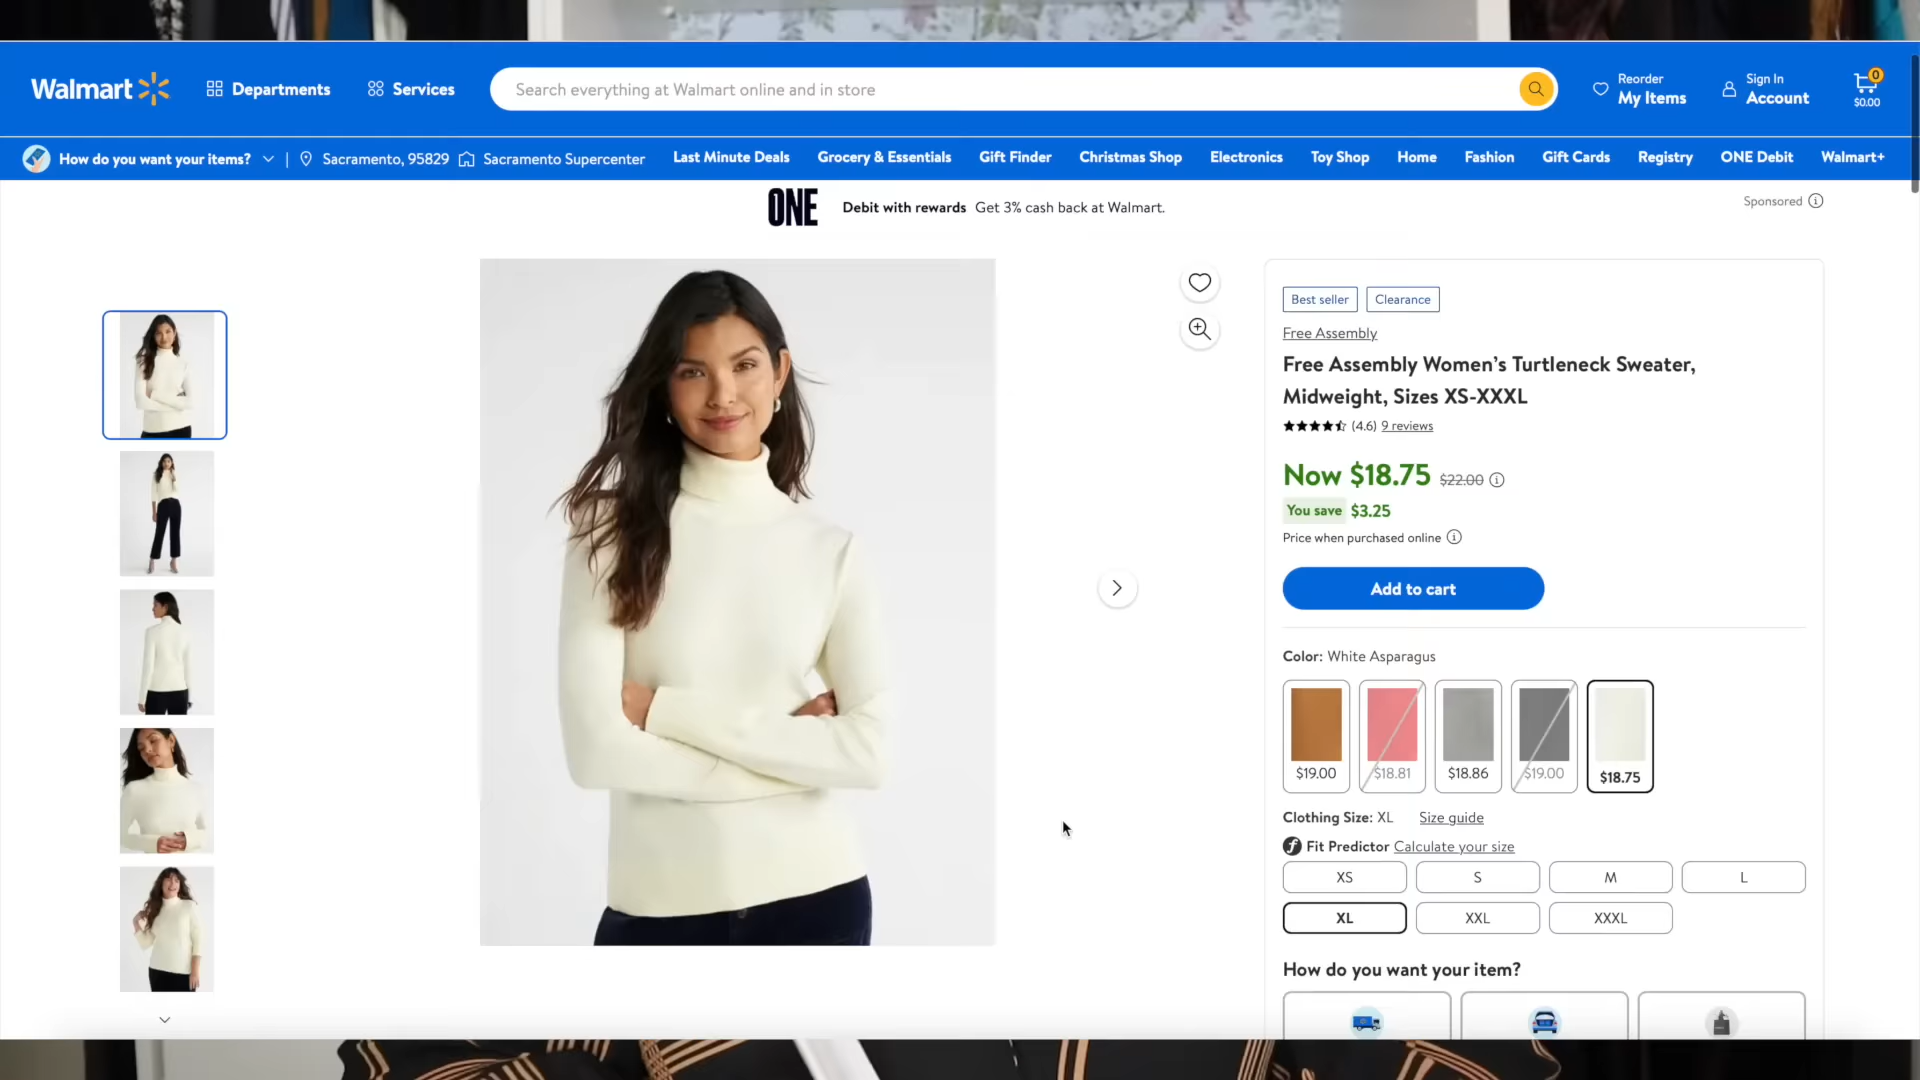 Walmart
Departments
Services
Search everything at Walmart online and in store
Reorder
My Items
Sign In
Account
0
$0.00
How do you want your items?
Sacramento, 95829
Sacramento Supercenter
Last Minute Deals
Grocery & Essentials
Gift Finder
Christmas Shop
Electronics
Toy Shop
Home
Fashion
Gift Cards
Registry
ONE Debit
Walmart+
ONE
Debit with rewards Get 3% cash back at Walmart.
Sponsored
Best seller
Clearance
Free Assembly
Free Assembly Women's Turtleneck Sweater,
Midweight, Sizes XS-XXXL
(4.6) 9 reviews
Now $18.75 $22.00
You save $3.25
Price when purchased online
Add to cart
Color: White Asparagus
$19.00
$18.81
$18.86
$19.00
$18.75
Clothing Size: XL Size guide
Fit Predictor Calculate your size
XS
S
M
L
XL
XXL
XXXL
How do you want your item?